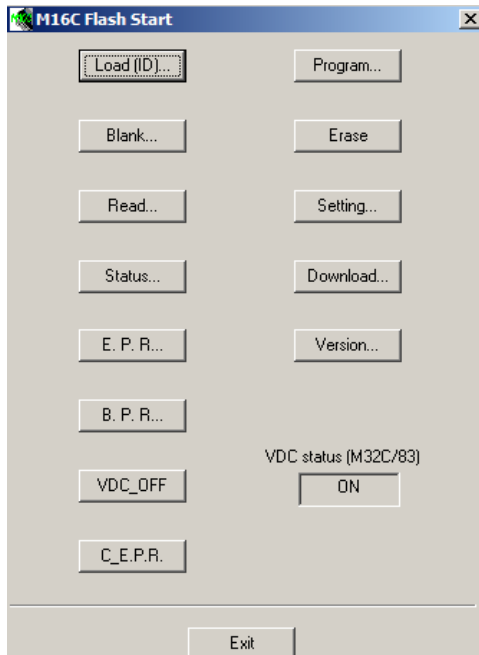 M16C Flash Start
Load (ID)... Program...
Blank... Erase
Read... Setting...
Status... Download...
E. P. R... Version...
B. P. R...
VDC status (M32C/83)
VDC_OFF ON
C_E.P.R.
Exit